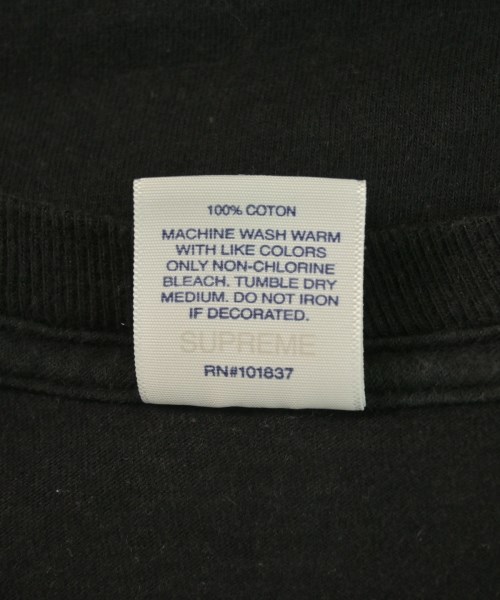 100% COTON
MACHINE WASH WARM
WITH LIKE COLORS
ONLY NON-CHLORINE
BLEACH. TUMBLE DRY
MEDIUM. DO NOT IRON
IF DECORATED.
SUPREME
RN#101837